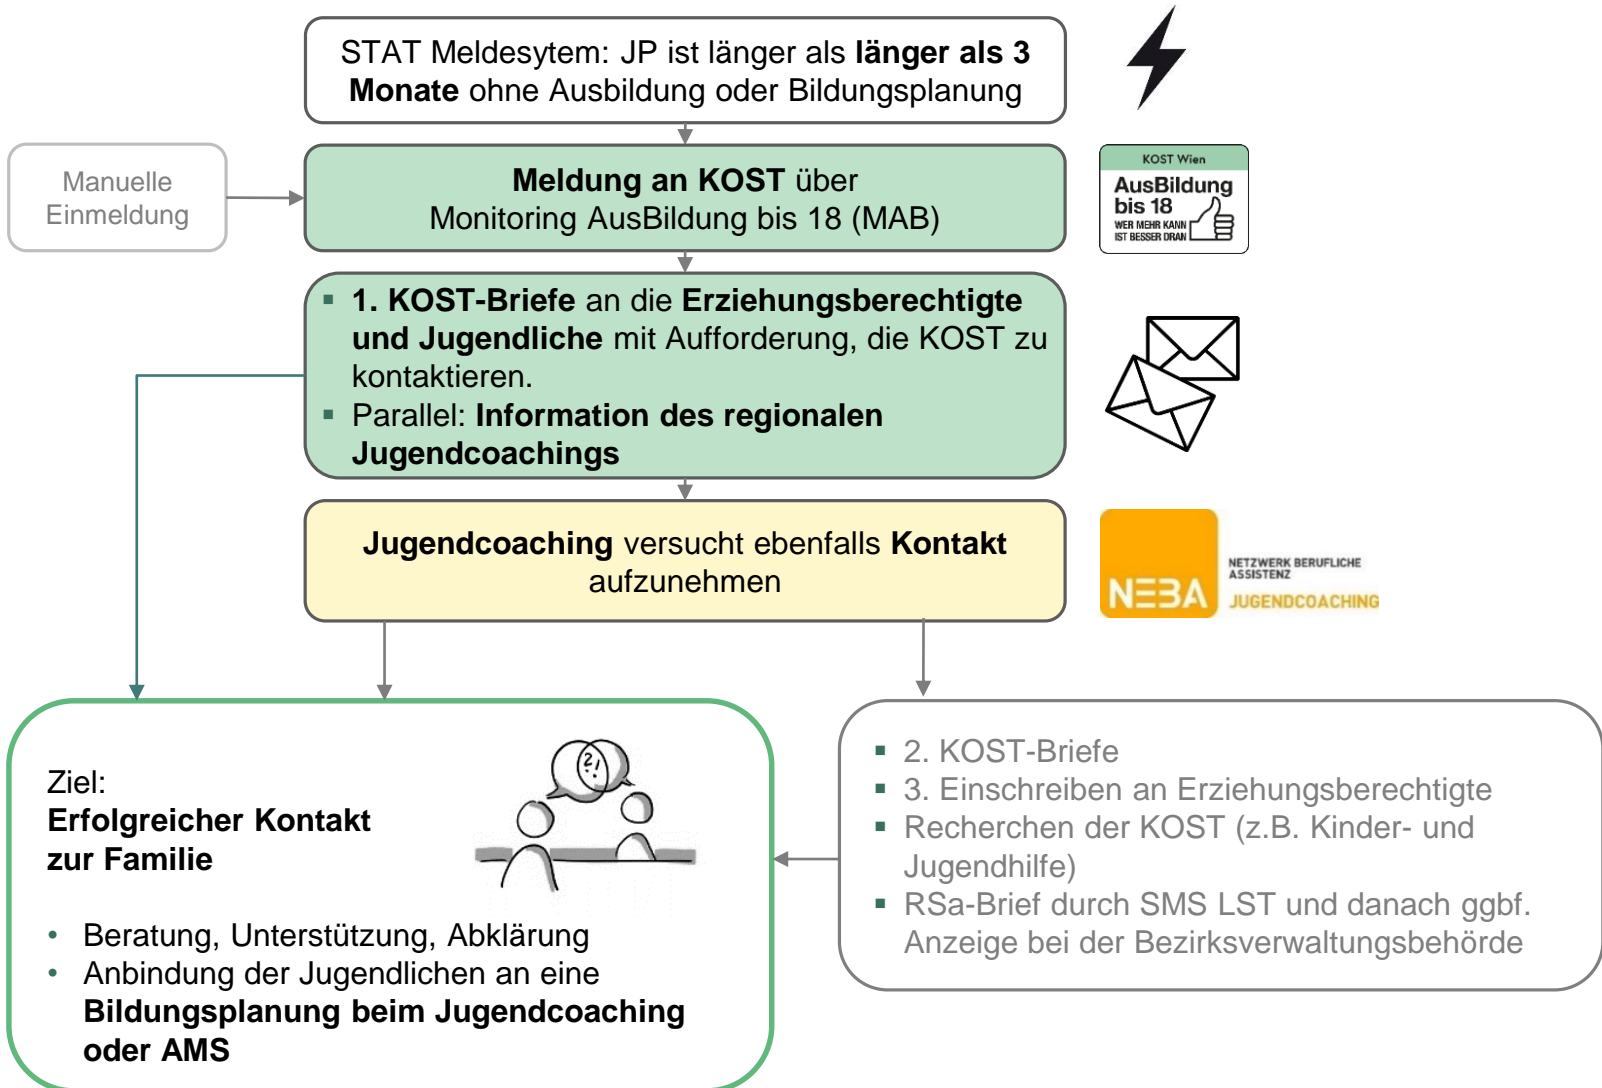 STAT Meldesytem: JP ist länger als länger als 3
Monate ohne Ausbildung oder Bildungsplanung
Manuelle
Einmeldung
Meldung an KOST über
Monitoring AusBildung bis 18 (MAB)
KOST Wien
AusBildung
bis 18
WER MEHR KANN
IST BESSER DRAN
▪ 1. KOST-Briefe an die Erziehungsberechtigte
und Jugendliche mit Aufforderung, die KOST zu
kontaktieren.
▪ Parallel: Information des regionalen
Jugendcoachings
Jugendcoaching versucht ebenfalls Kontakt
aufzunehmen
NEBA
NETZWERK BERUFLICHE
ASSISTENZ
JUGENDCOACHING
Ziel:
Erfolgreicher Kontakt
zur Familie
?!
• Beratung, Unterstützung, Abklärung
• Anbindung der Jugendlichen an eine
Bildungsplanung beim Jugendcoaching
oder AMS
▪ 2. KOST-Briefe
▪ 3. Einschreiben an Erziehungsberechtigte
▪ Recherchen der KOST (z.B. Kinder- und
Jugendhilfe)
▪ RSa-Brief durch SMS LST und danach ggbf.
Anzeige bei der Bezirksverwaltungsbehörde